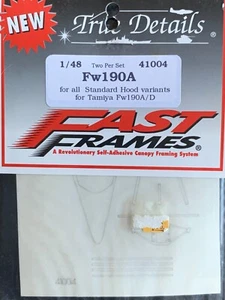 NEW
True Details®
1/48 Two Per Set 41004
Fw190A
for all Standard Hood variants
for Tamiya Fw190A/D
FAST
FRAMES®
A Revolutionary Self-Adhesive Canopy Framing System